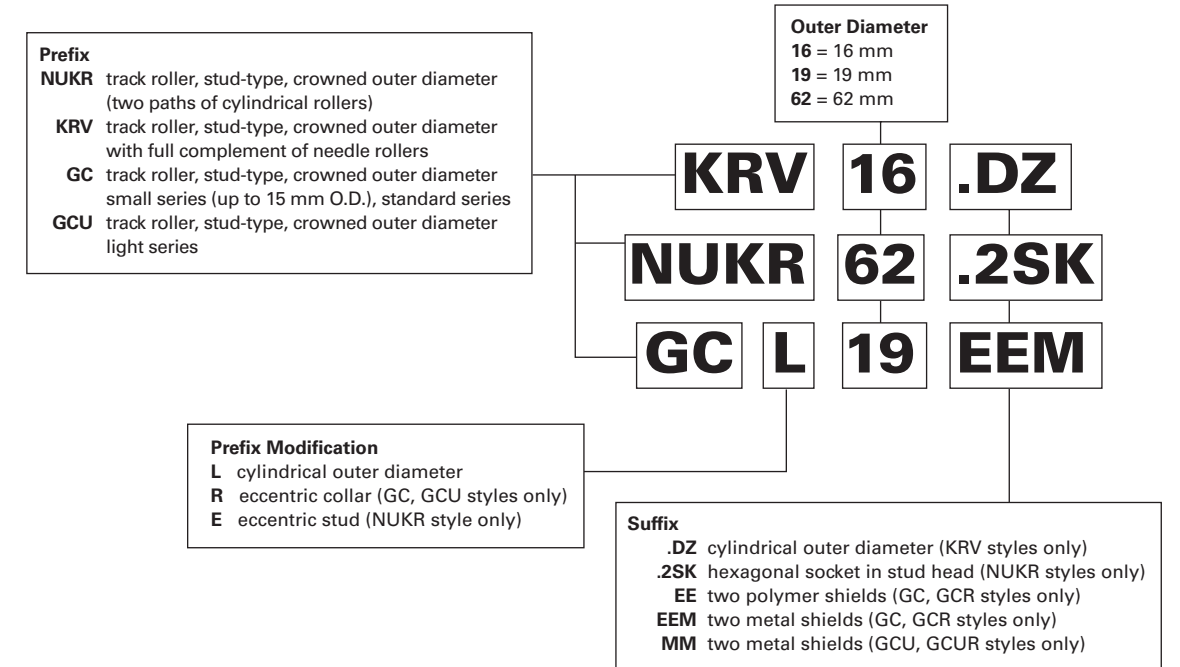 Outer Diameter
16 = 16 mm
19 = 19 mm
62 = 62 mm
Prefix
NUKR track roller, stud-type, crowned outer diameter
(two paths of cylindrical rollers)
KRV track roller, stud-type, crowned outer diameter
with full complement of needle rollers
GC track roller, stud-type, crowned outer diameter
small series (up to 15 mm O.D.), standard series
GCU track roller, stud-type, crowned outer diameter
light series
KRV 16 .DZ
NUKR 62 .2SK
GC L 19 EEM
Prefix Modification
L cylindrical outer diameter
R eccentric collar (GC, GCU styles only)
E eccentric stud (NUKR style only)
Suffix
.DZ cylindrical outer diameter (KRV styles only)
.2SK hexagonal socket in stud head (NUKR styles only)
EE two polymer shields (GC, GCR styles only)
EEM two metal shields (GC, GCR styles only)
MM two metal shields (GCU, GCUR styles only)